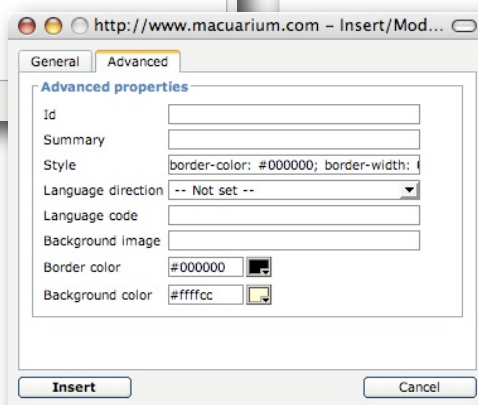 http://www.macuarium.com – Insert/Mod...
General Advanced
Advanced properties
Id
Summary
Style border-color: #000000; border-width:
Language direction -- Not set --
Language code
Background image
Border color #000000
Background color #ffffcc
Insert Cancel